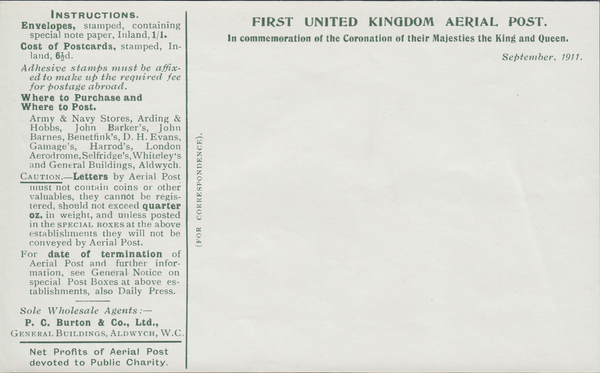 INSTRUCTIONS.
Envelopes, stamped, containing
special note paper, Inland, 1/1.
Cost of Postcards, stamped, In-
land, 6½d.
Adhesive stamps must be affix-
ed to make up the required fee
for postage abroad.
Where to Purchase and
Where to Post.
Army & Navy Stores, Arding &
Hobbs, John Barker's, John
Barnes, Benetfink's, D. H. Evans,
Gamage's, Harrod's, London
Aerodrome, Selfridge's, Whiteley's
and General Buildings, Aldwych.
CAUTION.—Letters by Aerial Post
must not contain coins or other
valuables, they cannot be regis-
tered, should not exceed quarter
oz. in weight, and unless posted
in the SPECIAL BOXES at the above
establishments they will not be
conveyed by Aerial Post.
For date of termination of
Aerial Post and further infor-
mation, see General Notice on
special Post Boxes at above es-
tablishments, also Daily Press.
Sole Wholesale Agents:—
P. C. Burton & Co., Ltd.,
GENERAL BUILDINGS, ALDWYCH, W.C.
Net Profits of Aerial Post
devoted to Public Charity.
(FOR CORRESPONDENCE).
FIRST UNITED KINGDOM AERIAL POST.
In commemoration of the Coronation of their Majesties the King and Queen.
September, 1911.